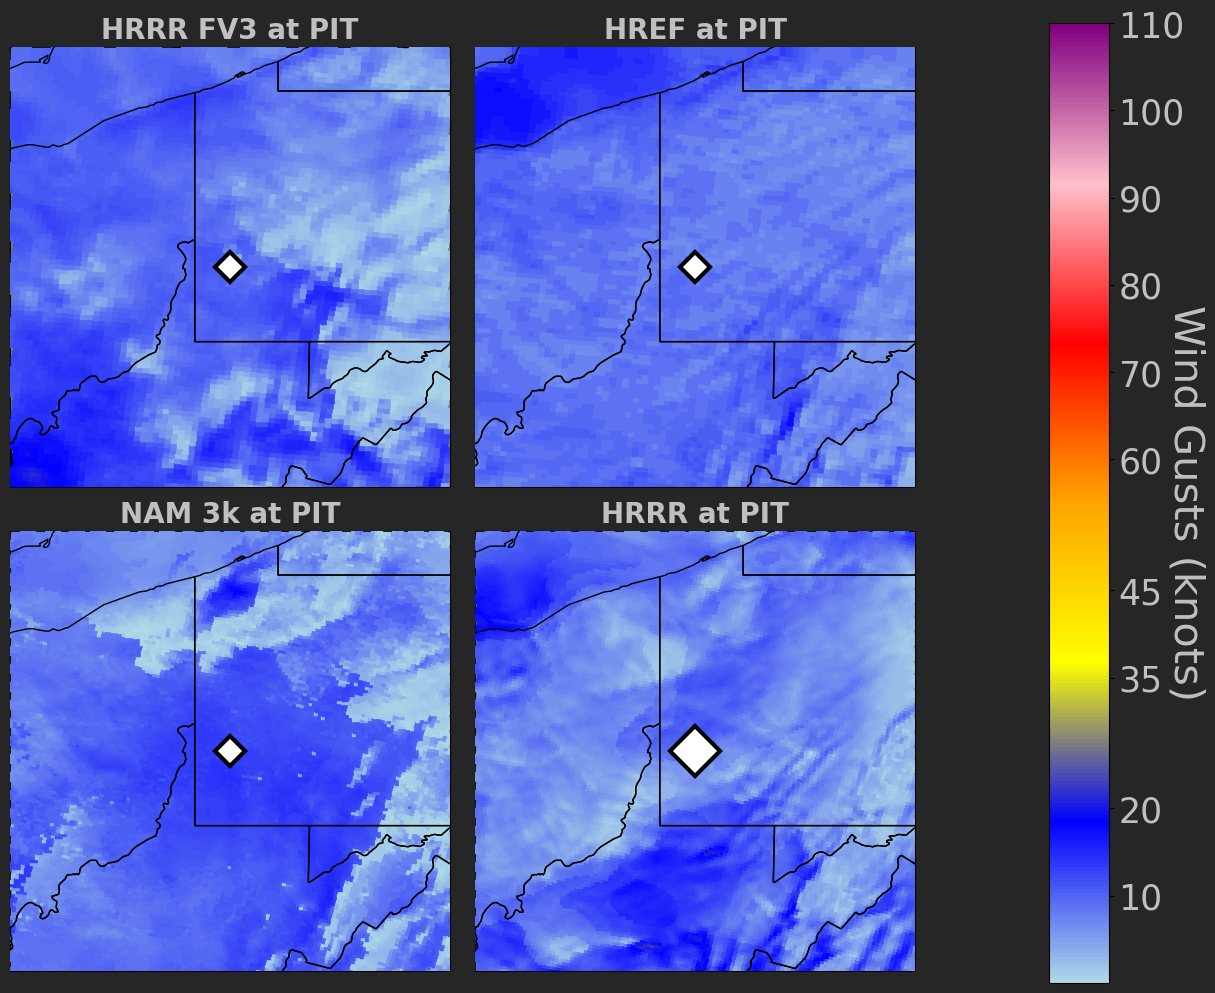 HRRR FV3 at PIT
HREF at PIT
NAM 3k at PIT
HRRR at PIT
110
100
90
80
70
60
45
35
20
10
Wind Gusts (knots)